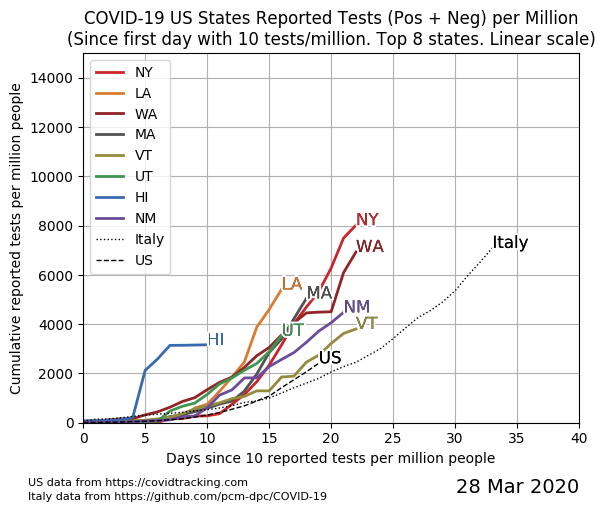 COVID-19 US States Reported Tests (Pos + Neg) per Million
(Since first day with 10 tests/million. Top 8 states. Linear scale)
Cumulative reported tests per million people
14000
12000
10000
8000
6000
4000
2000
0
NY
LA
WA
MA
VT
UT
HI
NM
Italy
US
NY
WA
Italy
LA
MA
NM
VT
UT
HI
US
0 5 10 15 20 25 30 35 40
Days since 10 reported tests per million people
US data from https://covidtracking.com
Italy data from https://github.com/pcm-dpc/COVID-19
28 Mar 2020